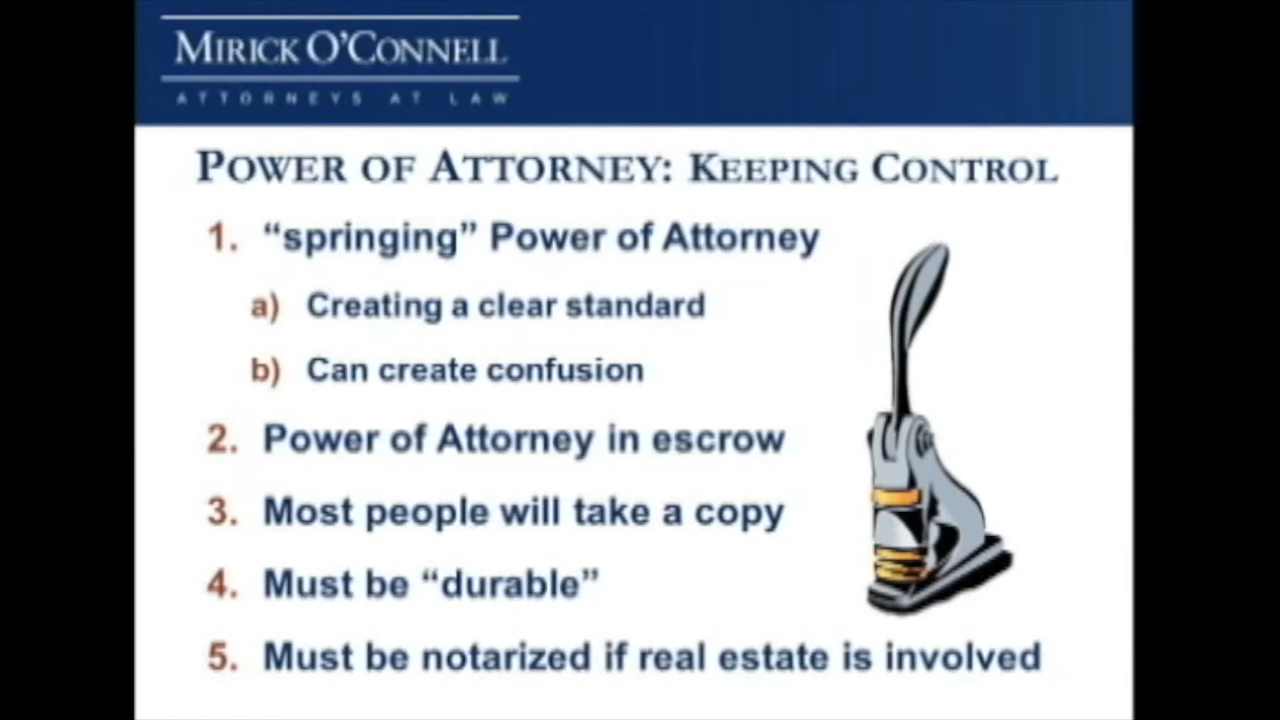 MIRICK O'CONNELL
ATTORNEYS AT LAW
POWER OF ATTORNEY: KEEPING CONTROL
1. “springing” Power of Attorney
a) Creating a clear standard
b) Can create confusion
2. Power of Attorney in escrow
3. Most people will take a copy
4. Must be “durable”
5. Must be notarized if real estate is involved